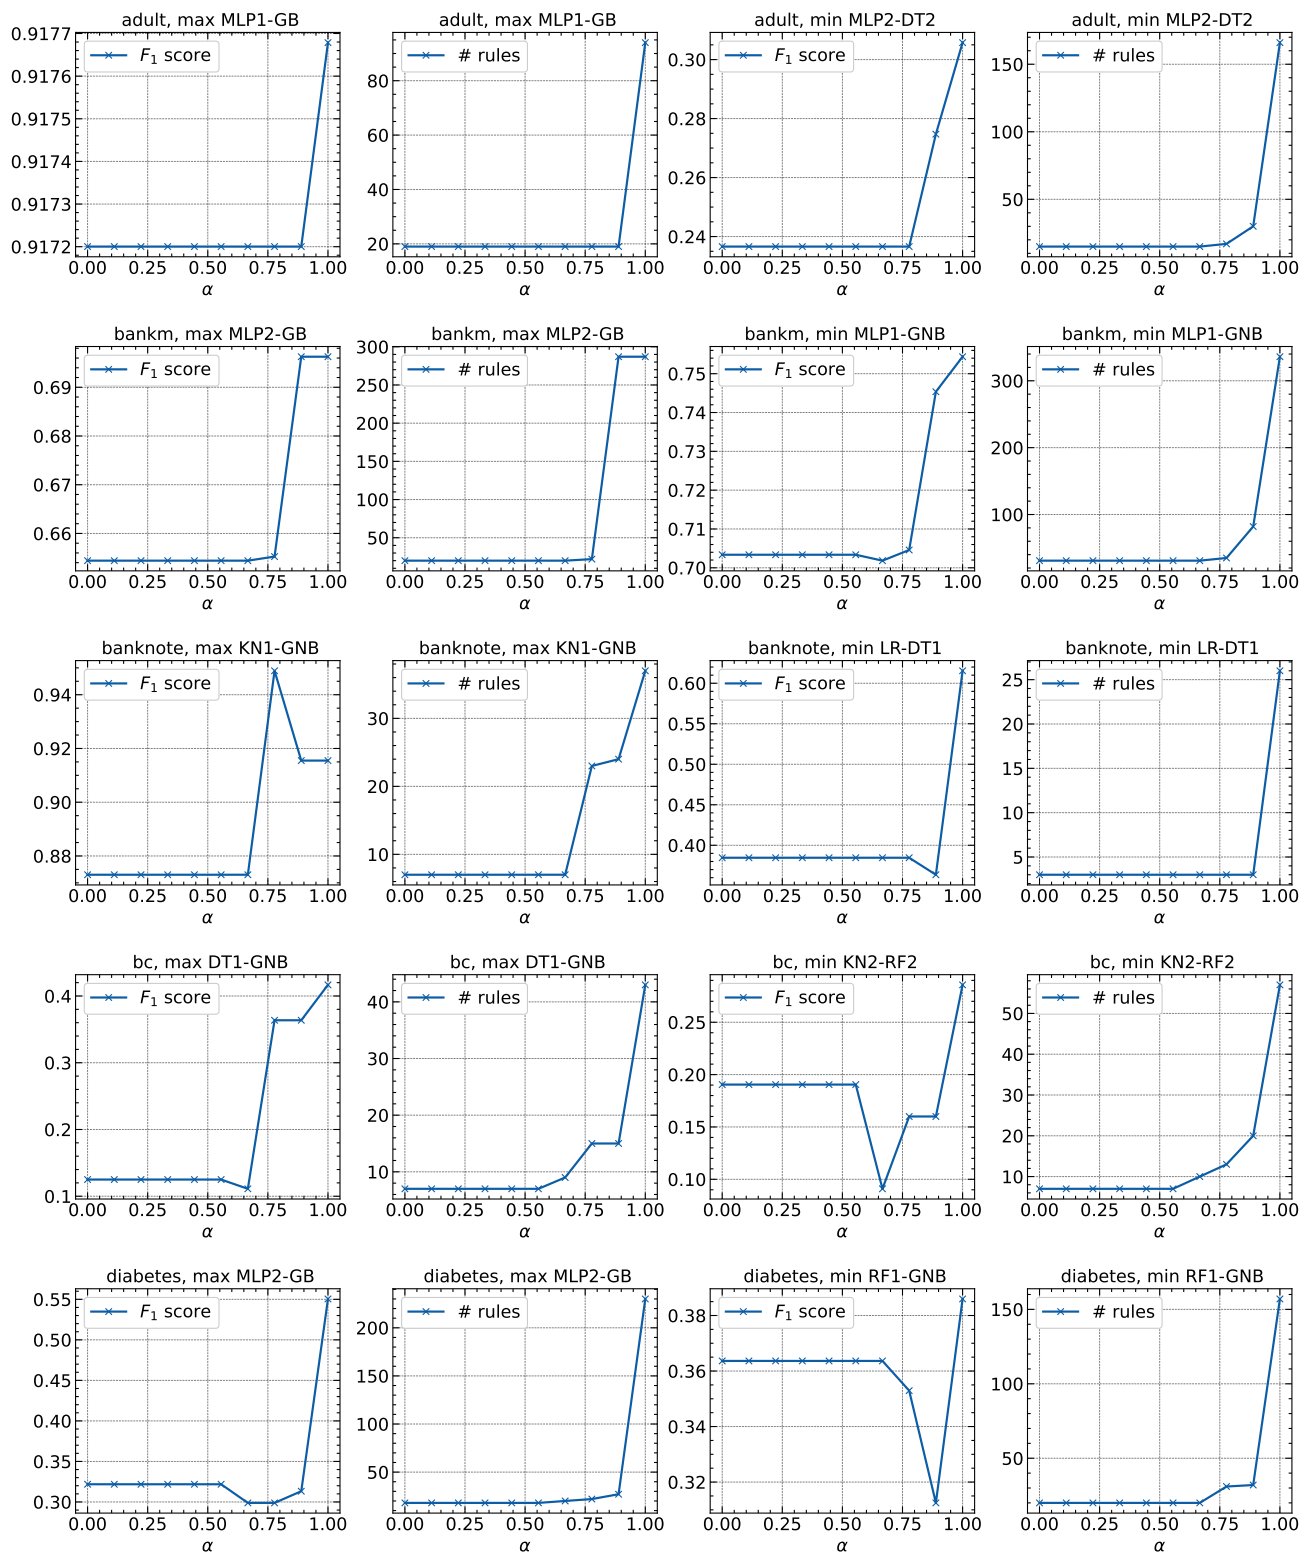 adult, max MLP1-GB
F1 score
0.9177
0.9176
0.9175
0.9174
0.9173
0.9172
0.00 0.25 0.50 0.75 1.00
α
adult, max MLP1-GB
# rules
80
60
40
20
0.00 0.25 0.50 0.75 1.00
α
adult, min MLP2-DT2
F1 score
0.30
0.28
0.26
0.24
0.00 0.25 0.50 0.75 1.00
α
adult, min MLP2-DT2
# rules
150
100
50
0.00 0.25 0.50 0.75 1.00
α
bankm, max MLP2-GB
F1 score
0.69
0.68
0.67
0.66
0.00 0.25 0.50 0.75 1.00
α
bankm, max MLP2-GB
# rules
300
250
200
150
100
50
0.00 0.25 0.50 0.75 1.00
α
bankm, min MLP1-GNB
F1 score
0.75
0.74
0.73
0.72
0.71
0.70
0.00 0.25 0.50 0.75 1.00
α
bankm, min MLP1-GNB
# rules
300
200
100
0.00 0.25 0.50 0.75 1.00
α
banknote, max KN1-GNB
F1 score
0.94
0.92
0.90
0.88
0.00 0.25 0.50 0.75 1.00
α
banknote, max KN1-GNB
# rules
30
20
10
0.00 0.25 0.50 0.75 1.00
α
banknote, min LR-DT1
F1 score
0.60
0.55
0.50
0.45
0.40
0.00 0.25 0.50 0.75 1.00
α
banknote, min LR-DT1
# rules
25
20
15
10
5
0.00 0.25 0.50 0.75 1.00
α
bc, max DT1-GNB
F1 score
0.4
0.3
0.2
0.1
0.00 0.25 0.50 0.75 1.00
α
bc, max DT1-GNB
# rules
40
30
20
10
0.00 0.25 0.50 0.75 1.00
α
bc, min KN2-RF2
F1 score
0.25
0.20
0.15
0.10
0.00 0.25 0.50 0.75 1.00
α
bc, min KN2-RF2
# rules
50
40
30
20
10
0.00 0.25 0.50 0.75 1.00
α
diabetes, max MLP2-GB
F1 score
0.55
0.50
0.45
0.40
0.35
0.30
0.00 0.25 0.50 0.75 1.00
α
diabetes, max MLP2-GB
# rules
200
150
100
50
0.00 0.25 0.50 0.75 1.00
α
diabetes, min RF1-GNB
F1 score
0.38
0.36
0.34
0.32
0.00 0.25 0.50 0.75 1.00
α
diabetes, min RF1-GNB
# rules
150
100
50
0.00 0.25 0.50 0.75 1.00
α